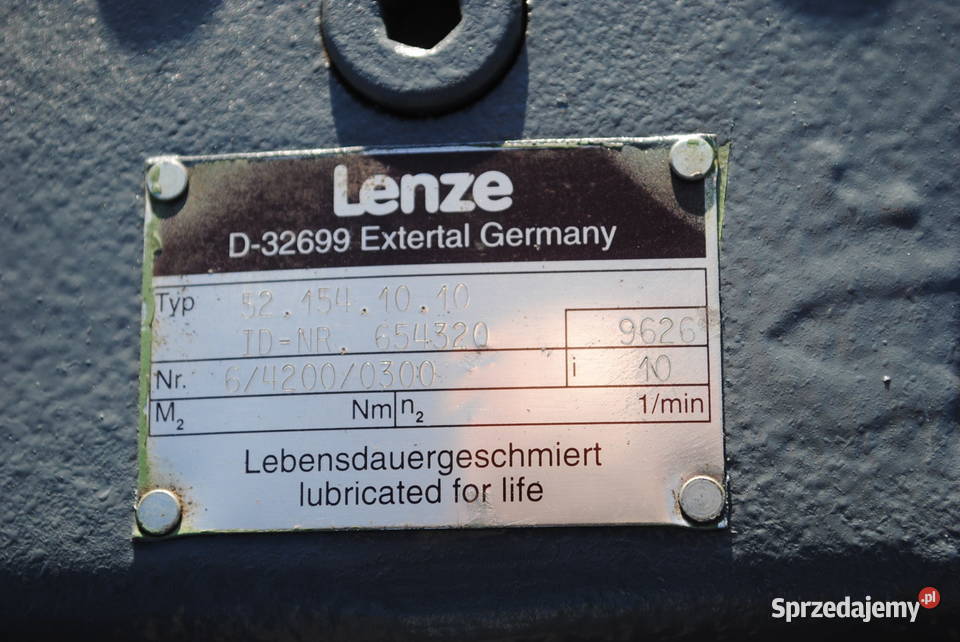 Lenze
D-32699 Extertal Germany
Typ 52.154.10.10
ID-NR. 654320 9626
Nr. 6/4200/0300 i 10
M2 Nm n2 1/min
Lebensdauergeschmiert
lubricated for life
Sprzedajemy.pl